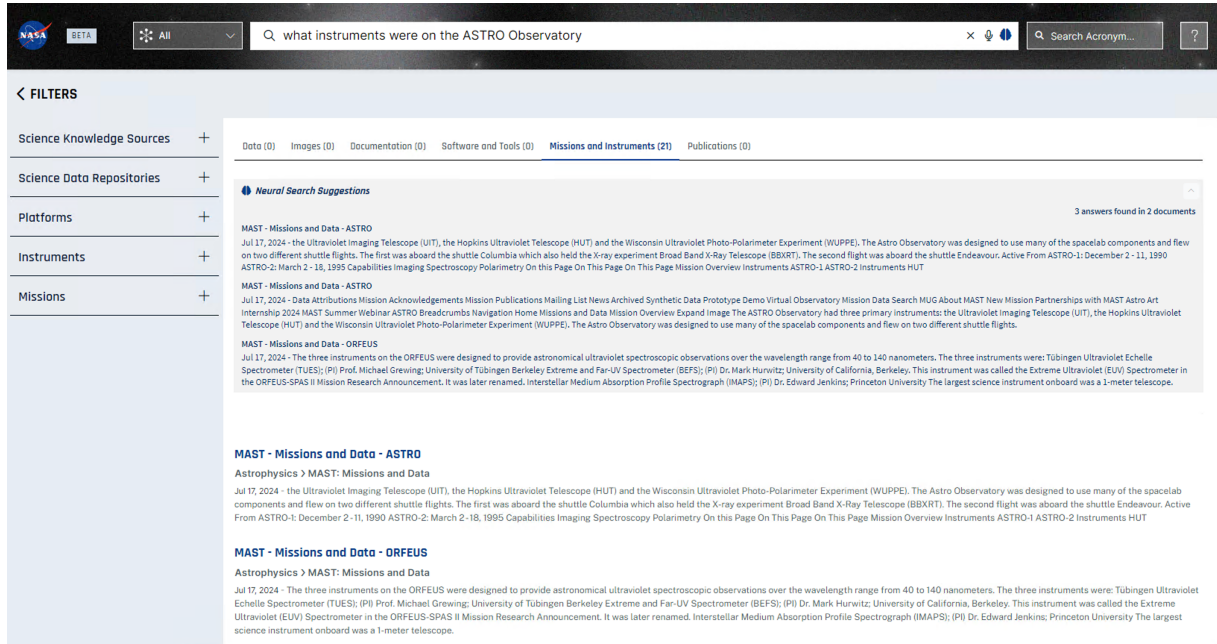 NASA BETA All what instruments were on the ASTRO Observatory Search Acronym... ?
FILTERS
Science Knowledge Sources
Science Data Repositories
Platforms
Instruments
Missions
Data (0) Images (0) Documentation (0) Software and Tools (0) Missions and Instruments (21) Publications (0)
Neural Search Suggestions
3 answers found in 2 documents
MAST - Missions and Data - ASTRO
Jul 17, 2024 - the Ultraviolet Imaging Telescope (UIT), the Hopkins Ultraviolet Telescope (HUT) and the Wisconsin Ultraviolet Photo-Polarimeter Experiment (WUPPE). The Astro Observatory was designed to use many of the spacelab components and flew
on two different shuttle flights. The first was aboard the shuttle Columbia which also held the X-ray experiment Broad Band X-Ray Telescope (BBXRT). The second flight was aboard the shuttle Endeavour. Active From ASTRO-1: December 2 - 11, 1990
ASTRO-2: March 2 - 18, 1995 Capabilities Imaging Spectroscopy Polarimetry On this Page On This Page On This Page Mission Overview Instruments ASTRO-1 ASTRO-2 Instruments HUT
MAST - Missions and Data - ASTRO
Jul 17, 2024 - Data Attributions Mission Acknowledgements Mission Publications Mailing List News Archived Synthetic Data Prototype Demo Virtual Observatory Mission Data Search MUG About MAST New Mission Partnerships with MAST Astro Art
Internship 2024 MAST Summer Webinar ASTRO Breadcrumbs Navigation Home Missions and Data Mission Overview Expand Image The ASTRO Observatory had three primary instruments: the Ultraviolet Imaging Telescope (UIT), the Hopkins Ultraviolet
Telescope (HUT) and the Wisconsin Ultraviolet Photo-Polarimeter Experiment (WUPPE). The Astro Observatory was designed to use many of the spacelab components and flew on two different shuttle flights.
MAST - Missions and Data - ORFEUS
Jul 17, 2024 - The three instruments on the ORFEUS were designed to provide astronomical ultraviolet spectroscopic observations over the wavelength range from 40 to 140 nanometers. The three instruments were: Tübingen Ultraviolet Echelle
Spectrometer (TUES); (PI) Prof. Michael Grewing; University of Tübingen Berkeley Extreme and Far-UV Spectrometer (BEFS); (PI) Dr. Mark Hurwitz; University of California, Berkeley. This instrument was called the Extreme Ultraviolet (EUV) Spectrometer in
the ORFEUS-SPAS II Mission Research Announcement. It was later renamed. Interstellar Medium Absorption Profile Spectrograph (IMAPS); (PI) Dr. Edward Jenkins; Princeton University The largest science instrument onboard was a 1-meter telescope.
MAST - Missions and Data - ASTRO
Astrophysics > MAST: Missions and Data
Jul 17, 2024 - the Ultraviolet Imaging Telescope (UIT), the Hopkins Ultraviolet Telescope (HUT) and the Wisconsin Ultraviolet Photo-Polarimeter Experiment (WUPPE). The Astro Observatory was designed to use many of the spacelab
components and flew on two different shuttle flights. The first was aboard the shuttle Columbia which also held the X-ray experiment Broad Band X-Ray Telescope (BBXRT). The second flight was aboard the shuttle Endeavour. Active
From ASTRO-1: December 2 - 11, 1990 ASTRO-2: March 2 - 18, 1995 Capabilities Imaging Spectroscopy Polarimetry On this Page On This Page On This Page Mission Overview Instruments ASTRO-1 ASTRO-2 Instruments HUT
MAST - Missions and Data - ORFEUS
Astrophysics > MAST: Missions and Data
Jul 17, 2024 - The three instruments on the ORFEUS were designed to provide astronomical ultraviolet spectroscopic observations over the wavelength range from 40 to 140 nanometers. The three instruments were: Tübingen Ultraviolet
Echelle Spectrometer (TUES); (PI) Prof. Michael Grewing; University of Tübingen Berkeley Extreme and Far-UV Spectrometer (BEFS); (PI) Dr. Mark Hurwitz; University of California, Berkeley. This instrument was called the Extreme
Ultraviolet (EUV) Spectrometer in the ORFEUS-SPAS II Mission Research Announcement. It was later renamed. Interstellar Medium Absorption Profile Spectrograph (IMAPS); (PI) Dr. Edward Jenkins; Princeton University The largest
science instrument onboard was a 1-meter telescope.